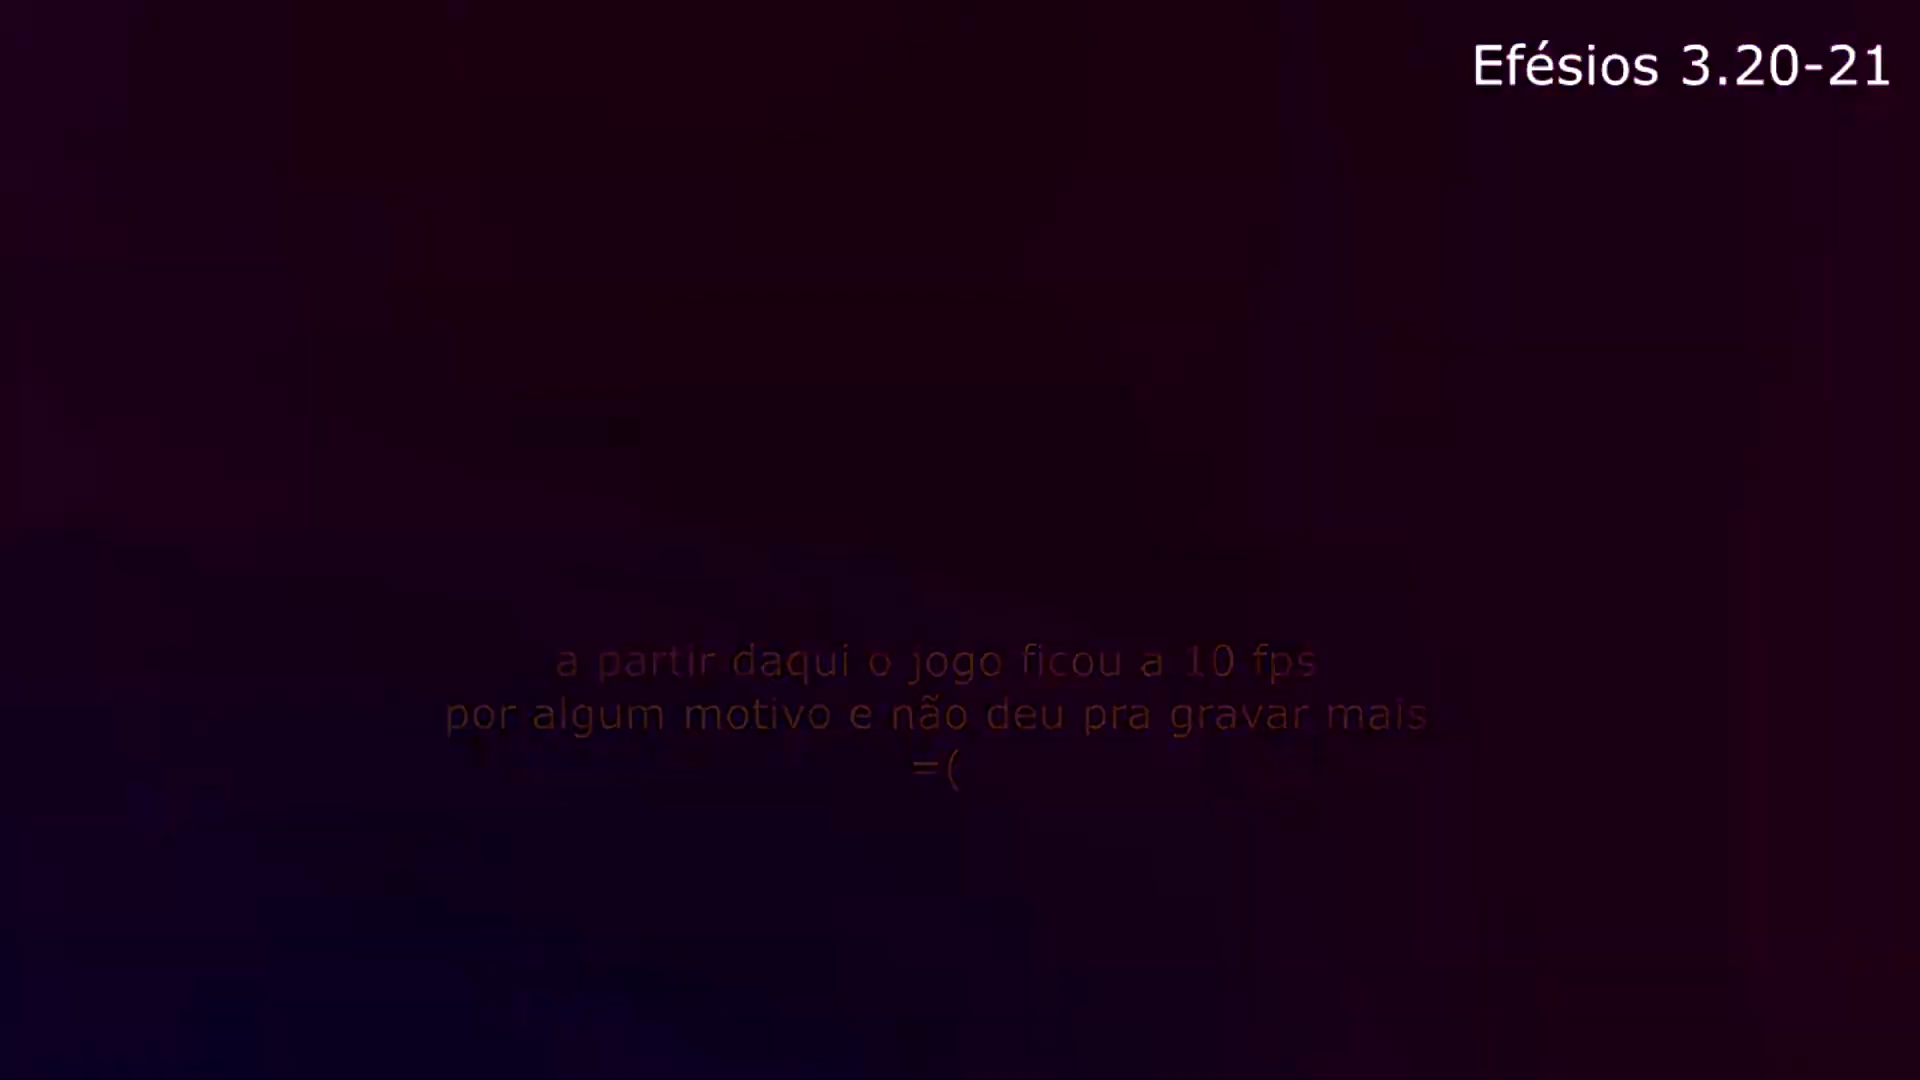 Efésios 3.20-21
a partir daqui o jogo ficou a 10 fps
por algum motivo e não deu pra gravar mais
=(